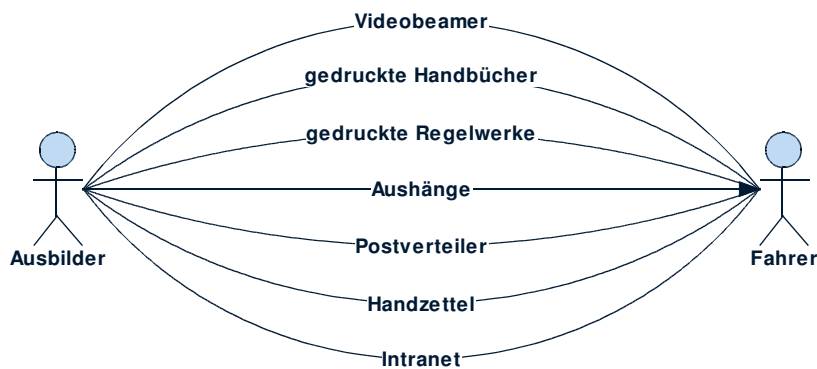 Videobeamer
gedruckte Handbücher
gedruckte Regelwerke
Aushänge
Postverteiler
Ausbilder
Fahrer
Handzettel
Intranet